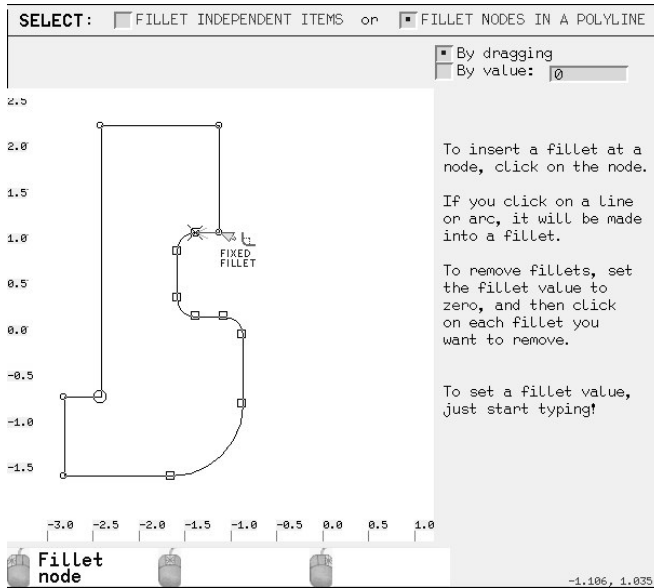 SELECT: FILLET INDEPENDENT ITEMS or FILLET NODES IN A POLYLINE
By dragging
By value: 0
2.5
2.0
1.5
1.0
0.5
0.0
-0.5
-1.0
-1.5
FIXED
FILLET
To insert a fillet at a
node, click on the node.
If you click on a line
or arc, it will be made
into a fillet.
To remove fillets, set
the fillet value to
zero, and then click
on each fillet you
want to remove.
To set a fillet value,
just start typing!
-3.0 -2.5 -2.0 -1.5 -1.0 -0.5 0.0 0.5 1.0
Fillet
node
-1.106, 1.035